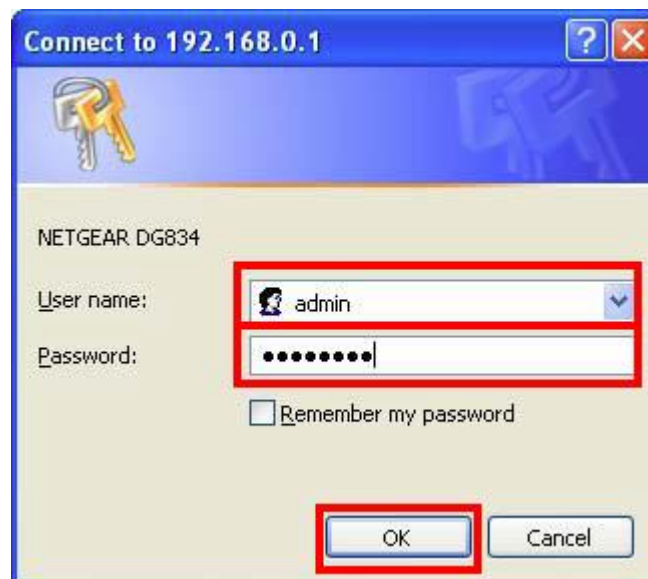 Connect to 192.168.0.1
NETGEAR DG834
User name:
admin
Password:
●●●●●●●●
Remember my password
OK
Cancel